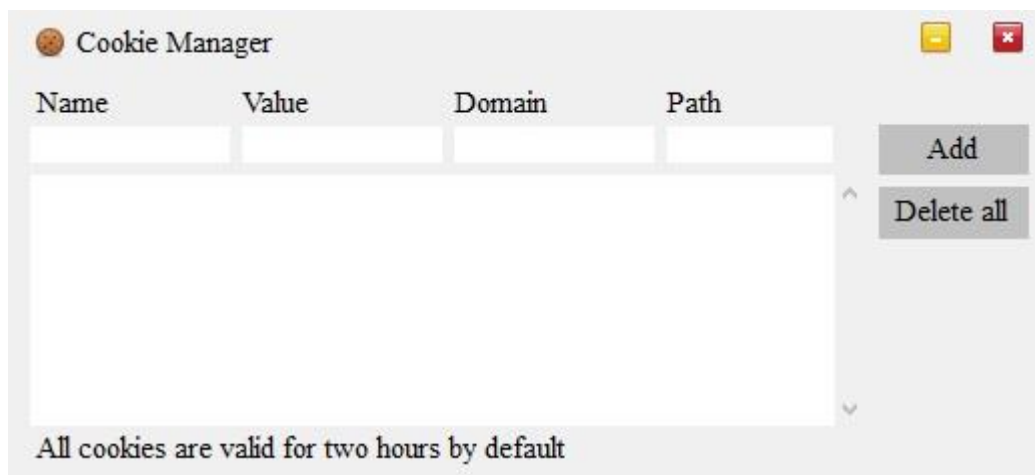 Cookie Manager
Name Value Domain Path
Add
Delete all
All cookies are valid for two hours by default